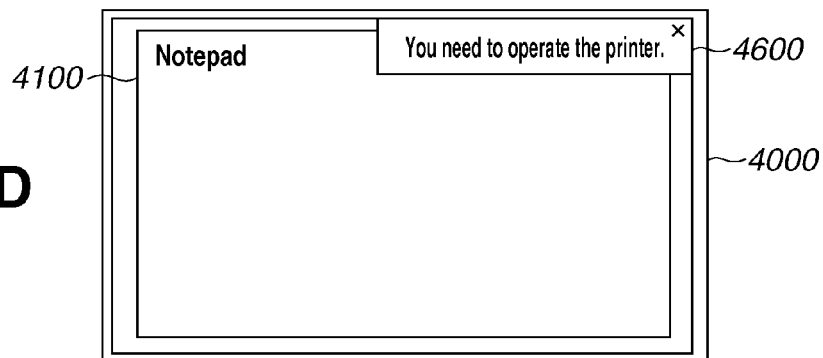 Notepad
You need to operate the printer.
×
4600
4100
4000
D